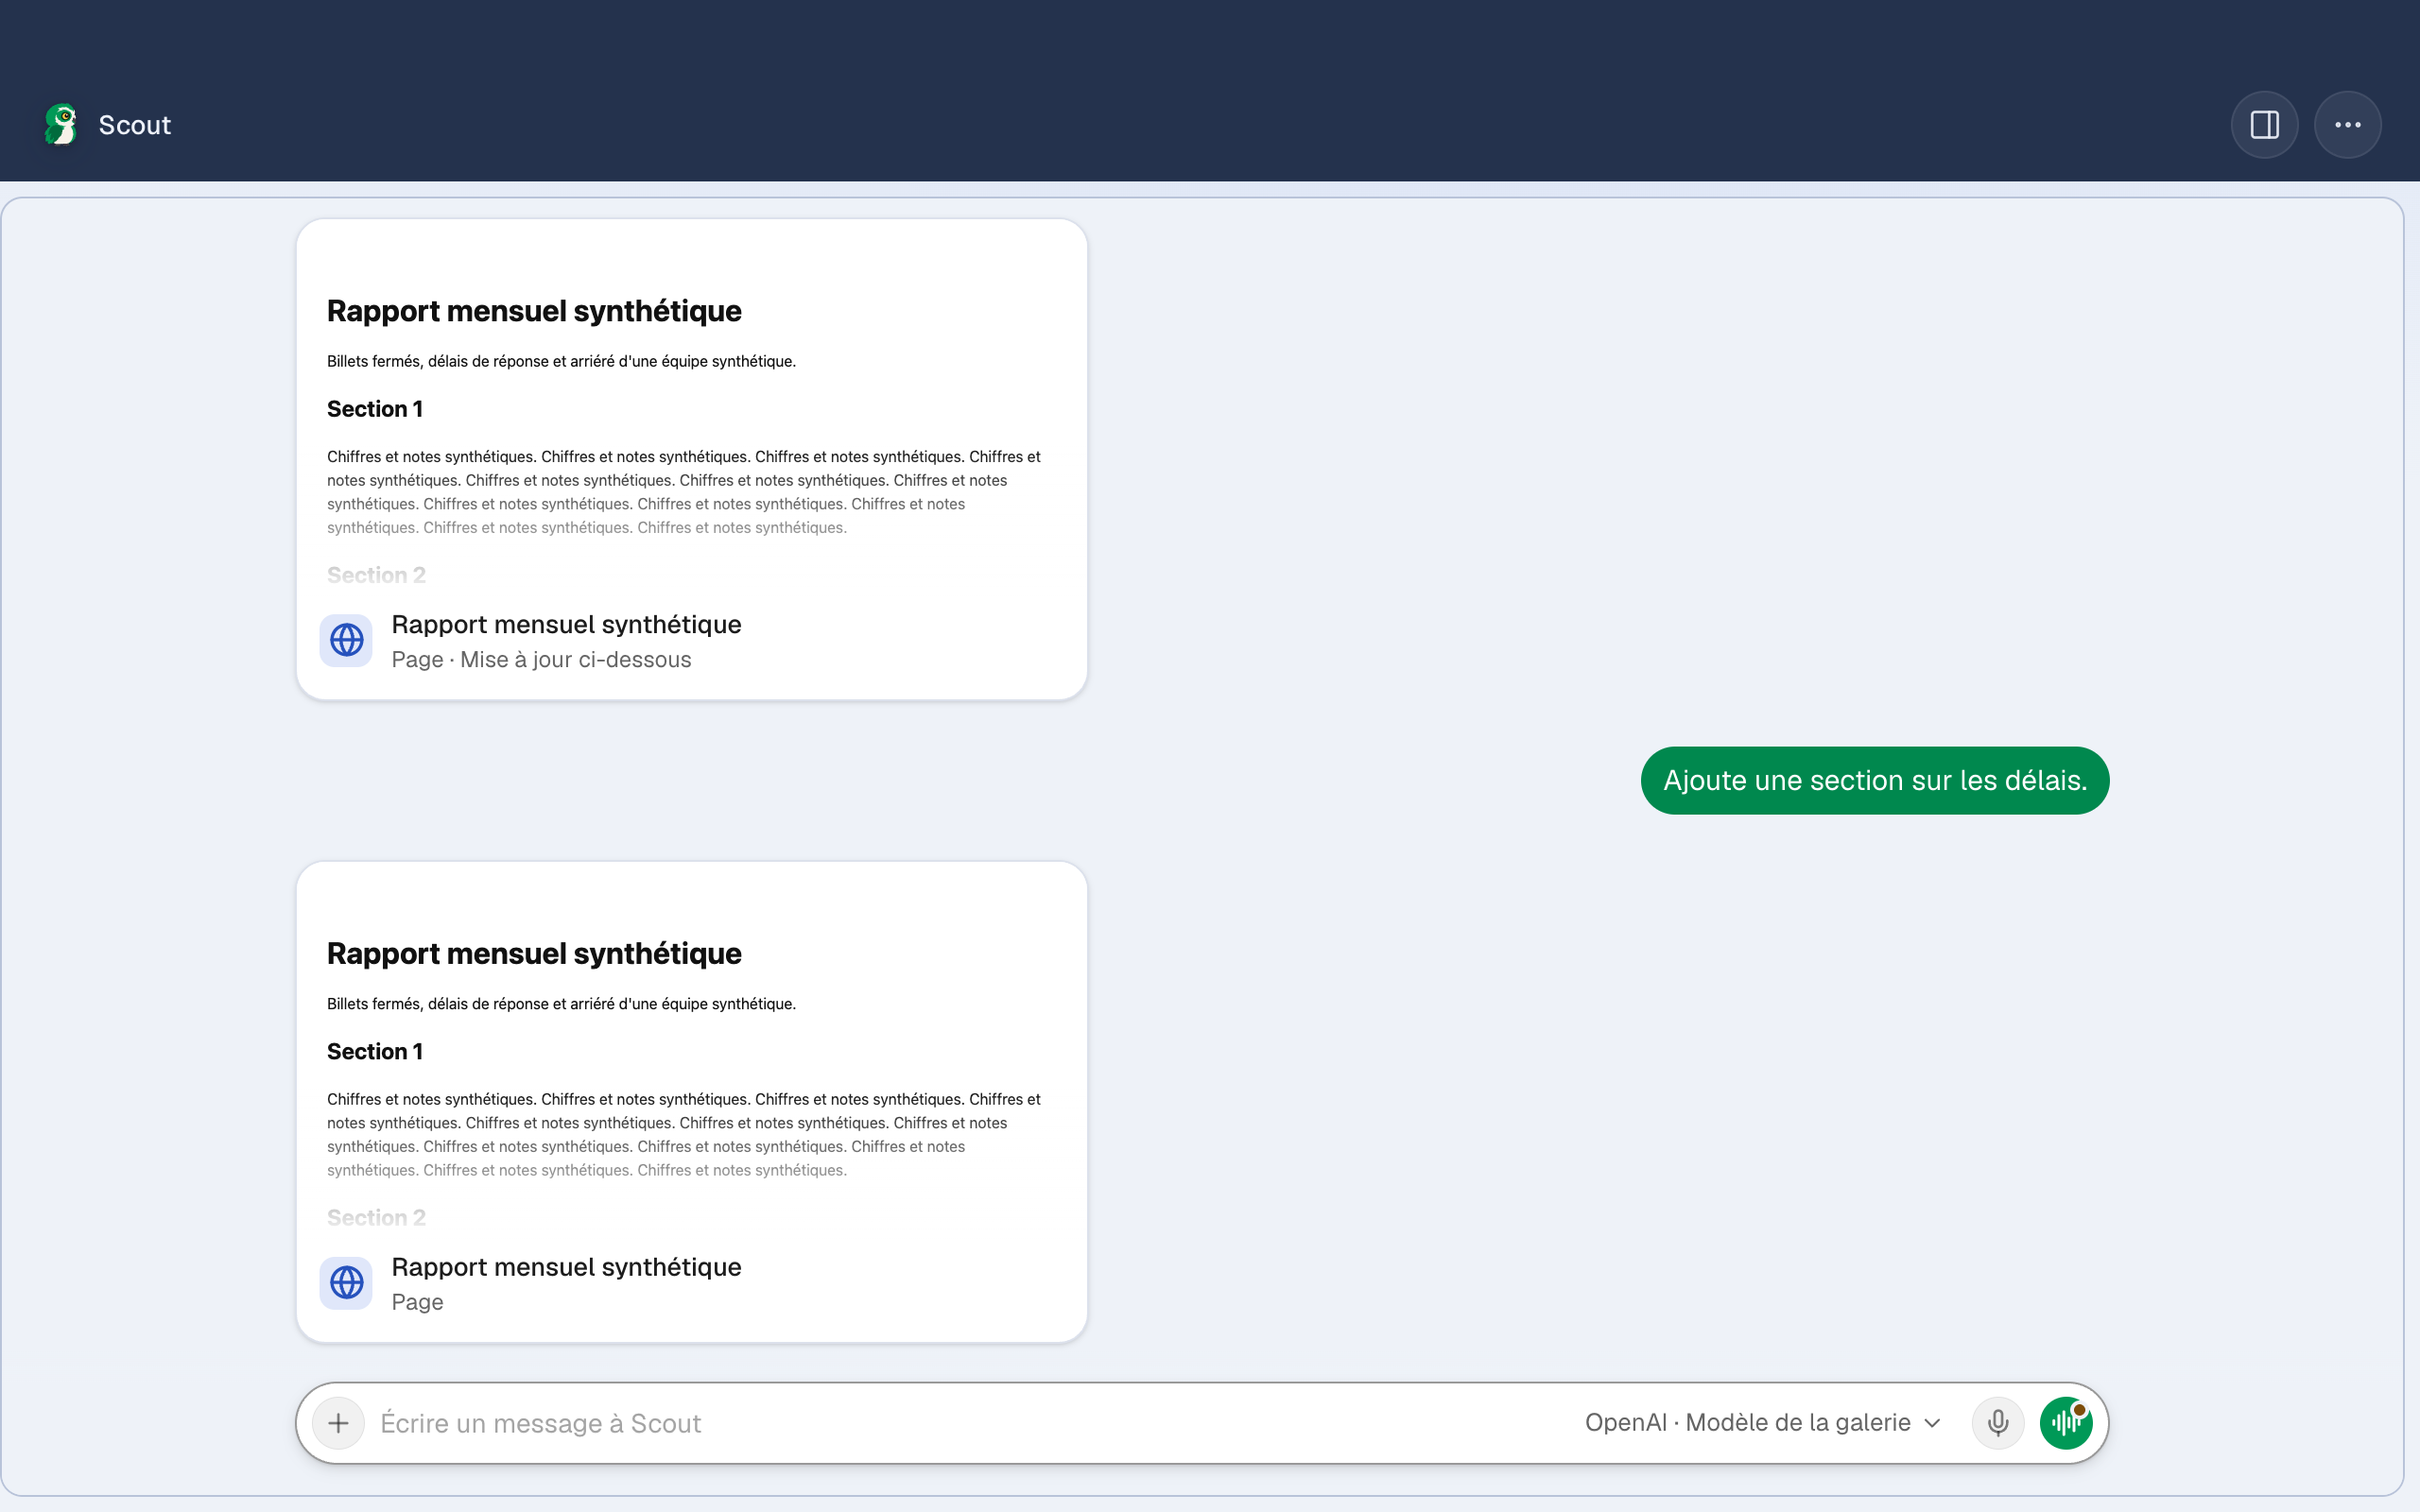 Scout
Rapport mensuel synthétique
Billets fermés, délais de réponse et arriéré d'une équipe synthétique.
Section 1
Chiffres et notes synthétiques. Chiffres et notes synthétiques. Chiffres et notes synthétiques. Chiffres et
notes synthétiques. Chiffres et notes synthétiques. Chiffres et notes synthétiques. Chiffres et notes
synthétiques. Chiffres et notes synthétiques. Chiffres et notes synthétiques. Chiffres et notes
synthétiques. Chiffres et notes synthétiques. Chiffres et notes synthétiques.
Section 2
Rapport mensuel synthétique
Page · Mise à jour ci-dessous
Ajoute une section sur les délais.
Rapport mensuel synthétique
Billets fermés, délais de réponse et arriéré d'une équipe synthétique.
Section 1
Chiffres et notes synthétiques. Chiffres et notes synthétiques. Chiffres et notes synthétiques. Chiffres et
notes synthétiques. Chiffres et notes synthétiques. Chiffres et notes synthétiques. Chiffres et notes
synthétiques. Chiffres et notes synthétiques. Chiffres et notes synthétiques. Chiffres et notes
synthétiques. Chiffres et notes synthétiques. Chiffres et notes synthétiques.
Section 2
Rapport mensuel synthétique
Page
Écrire un message à Scout
OpenAI · Modèle de la galerie